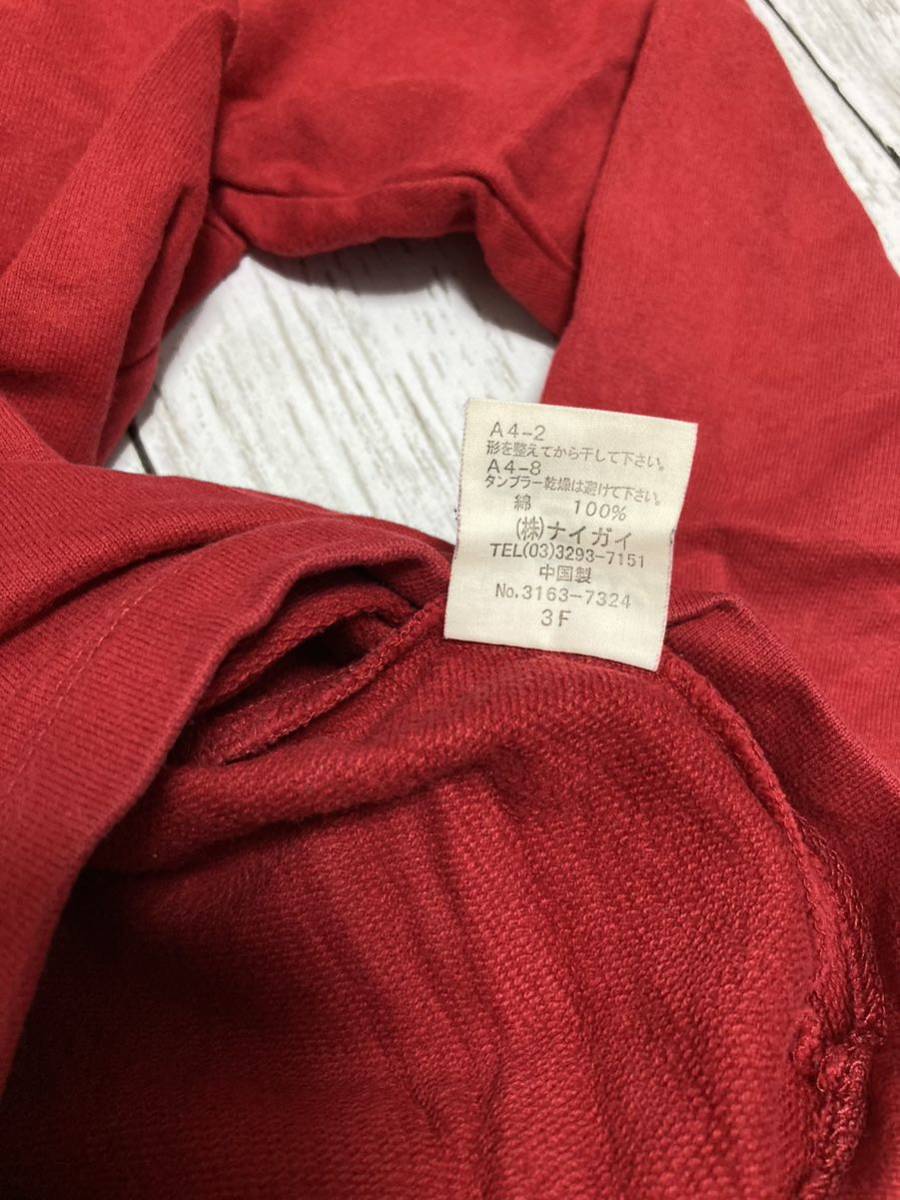 A4-2
形を整えてから干して下さい。
A4-8
タンブラー乾燥は避けて下さい。
綿 100%
(株)ナイガイ
TEL(03)3293-7151
中国製
No.3163-7324
3F